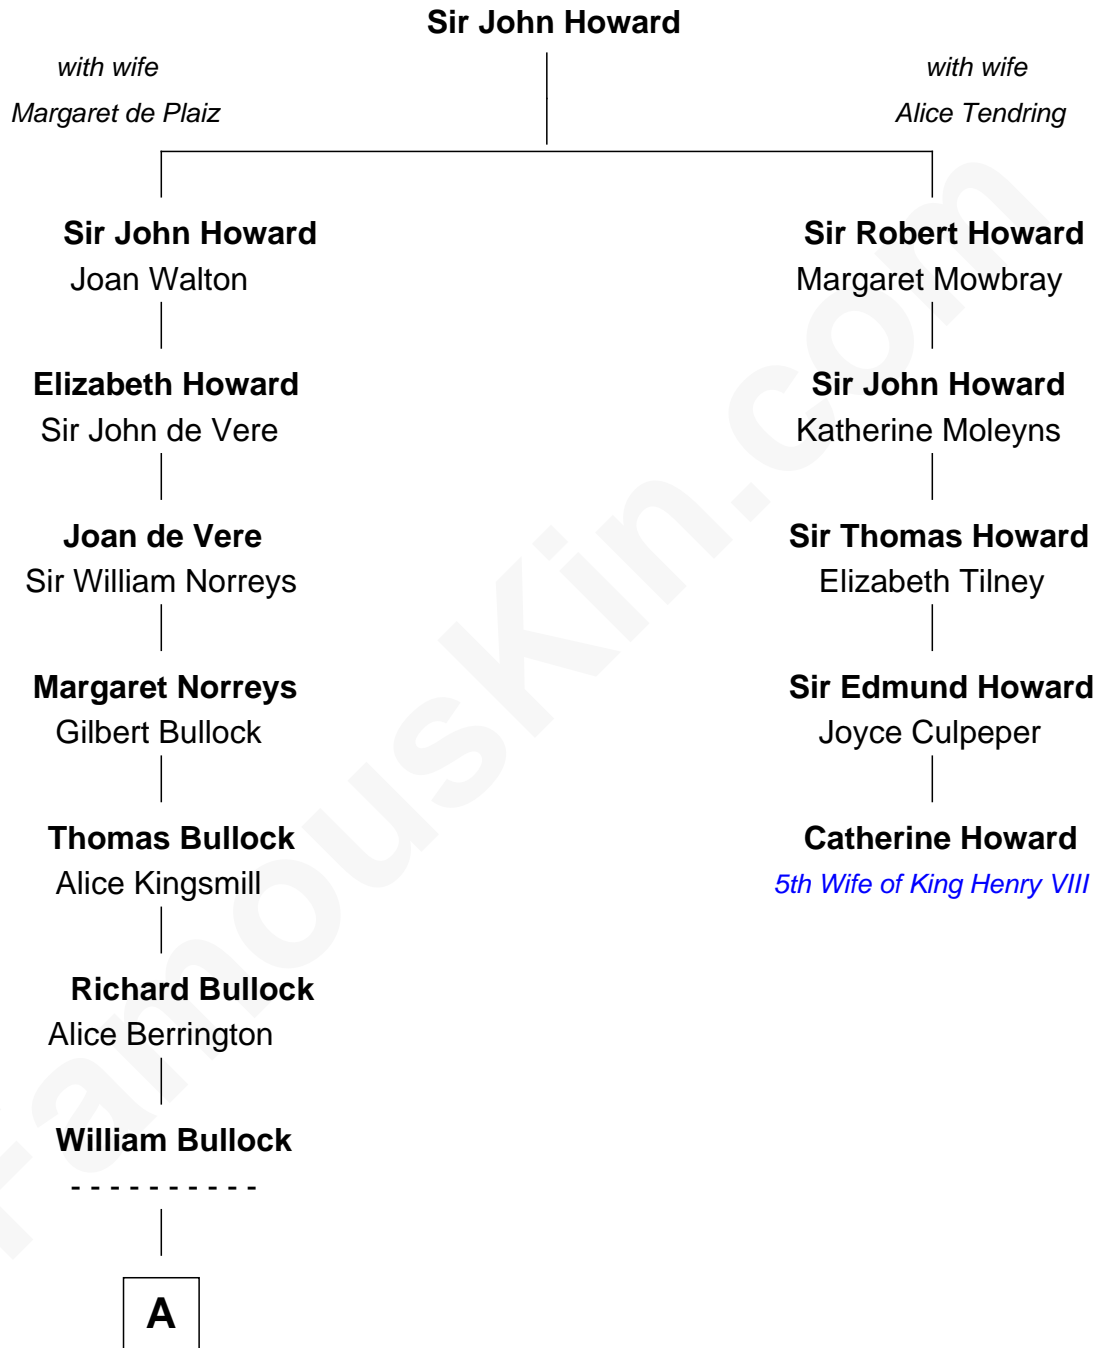 Sir John Howard
with wife
Margaret de Plaiz
with wife
Alice Tendring
Sir John Howard
Joan Walton
Sir Robert Howard
Margaret Mowbray
Elizabeth Howard
Sir John de Vere
Sir John Howard
Katherine Moleyns
Joan de Vere
Sir William Norreys
Sir Thomas Howard
Elizabeth Tilney
Margaret Norreys
Gilbert Bullock
Sir Edmund Howard
Joyce Culpeper
Thomas Bullock
Alice Kingsmill
Catherine Howard
5th Wife of King Henry VIII
Richard Bullock
Alice Berrington
William Bullock
- - - - - - - - - -
A
FamousKin.com